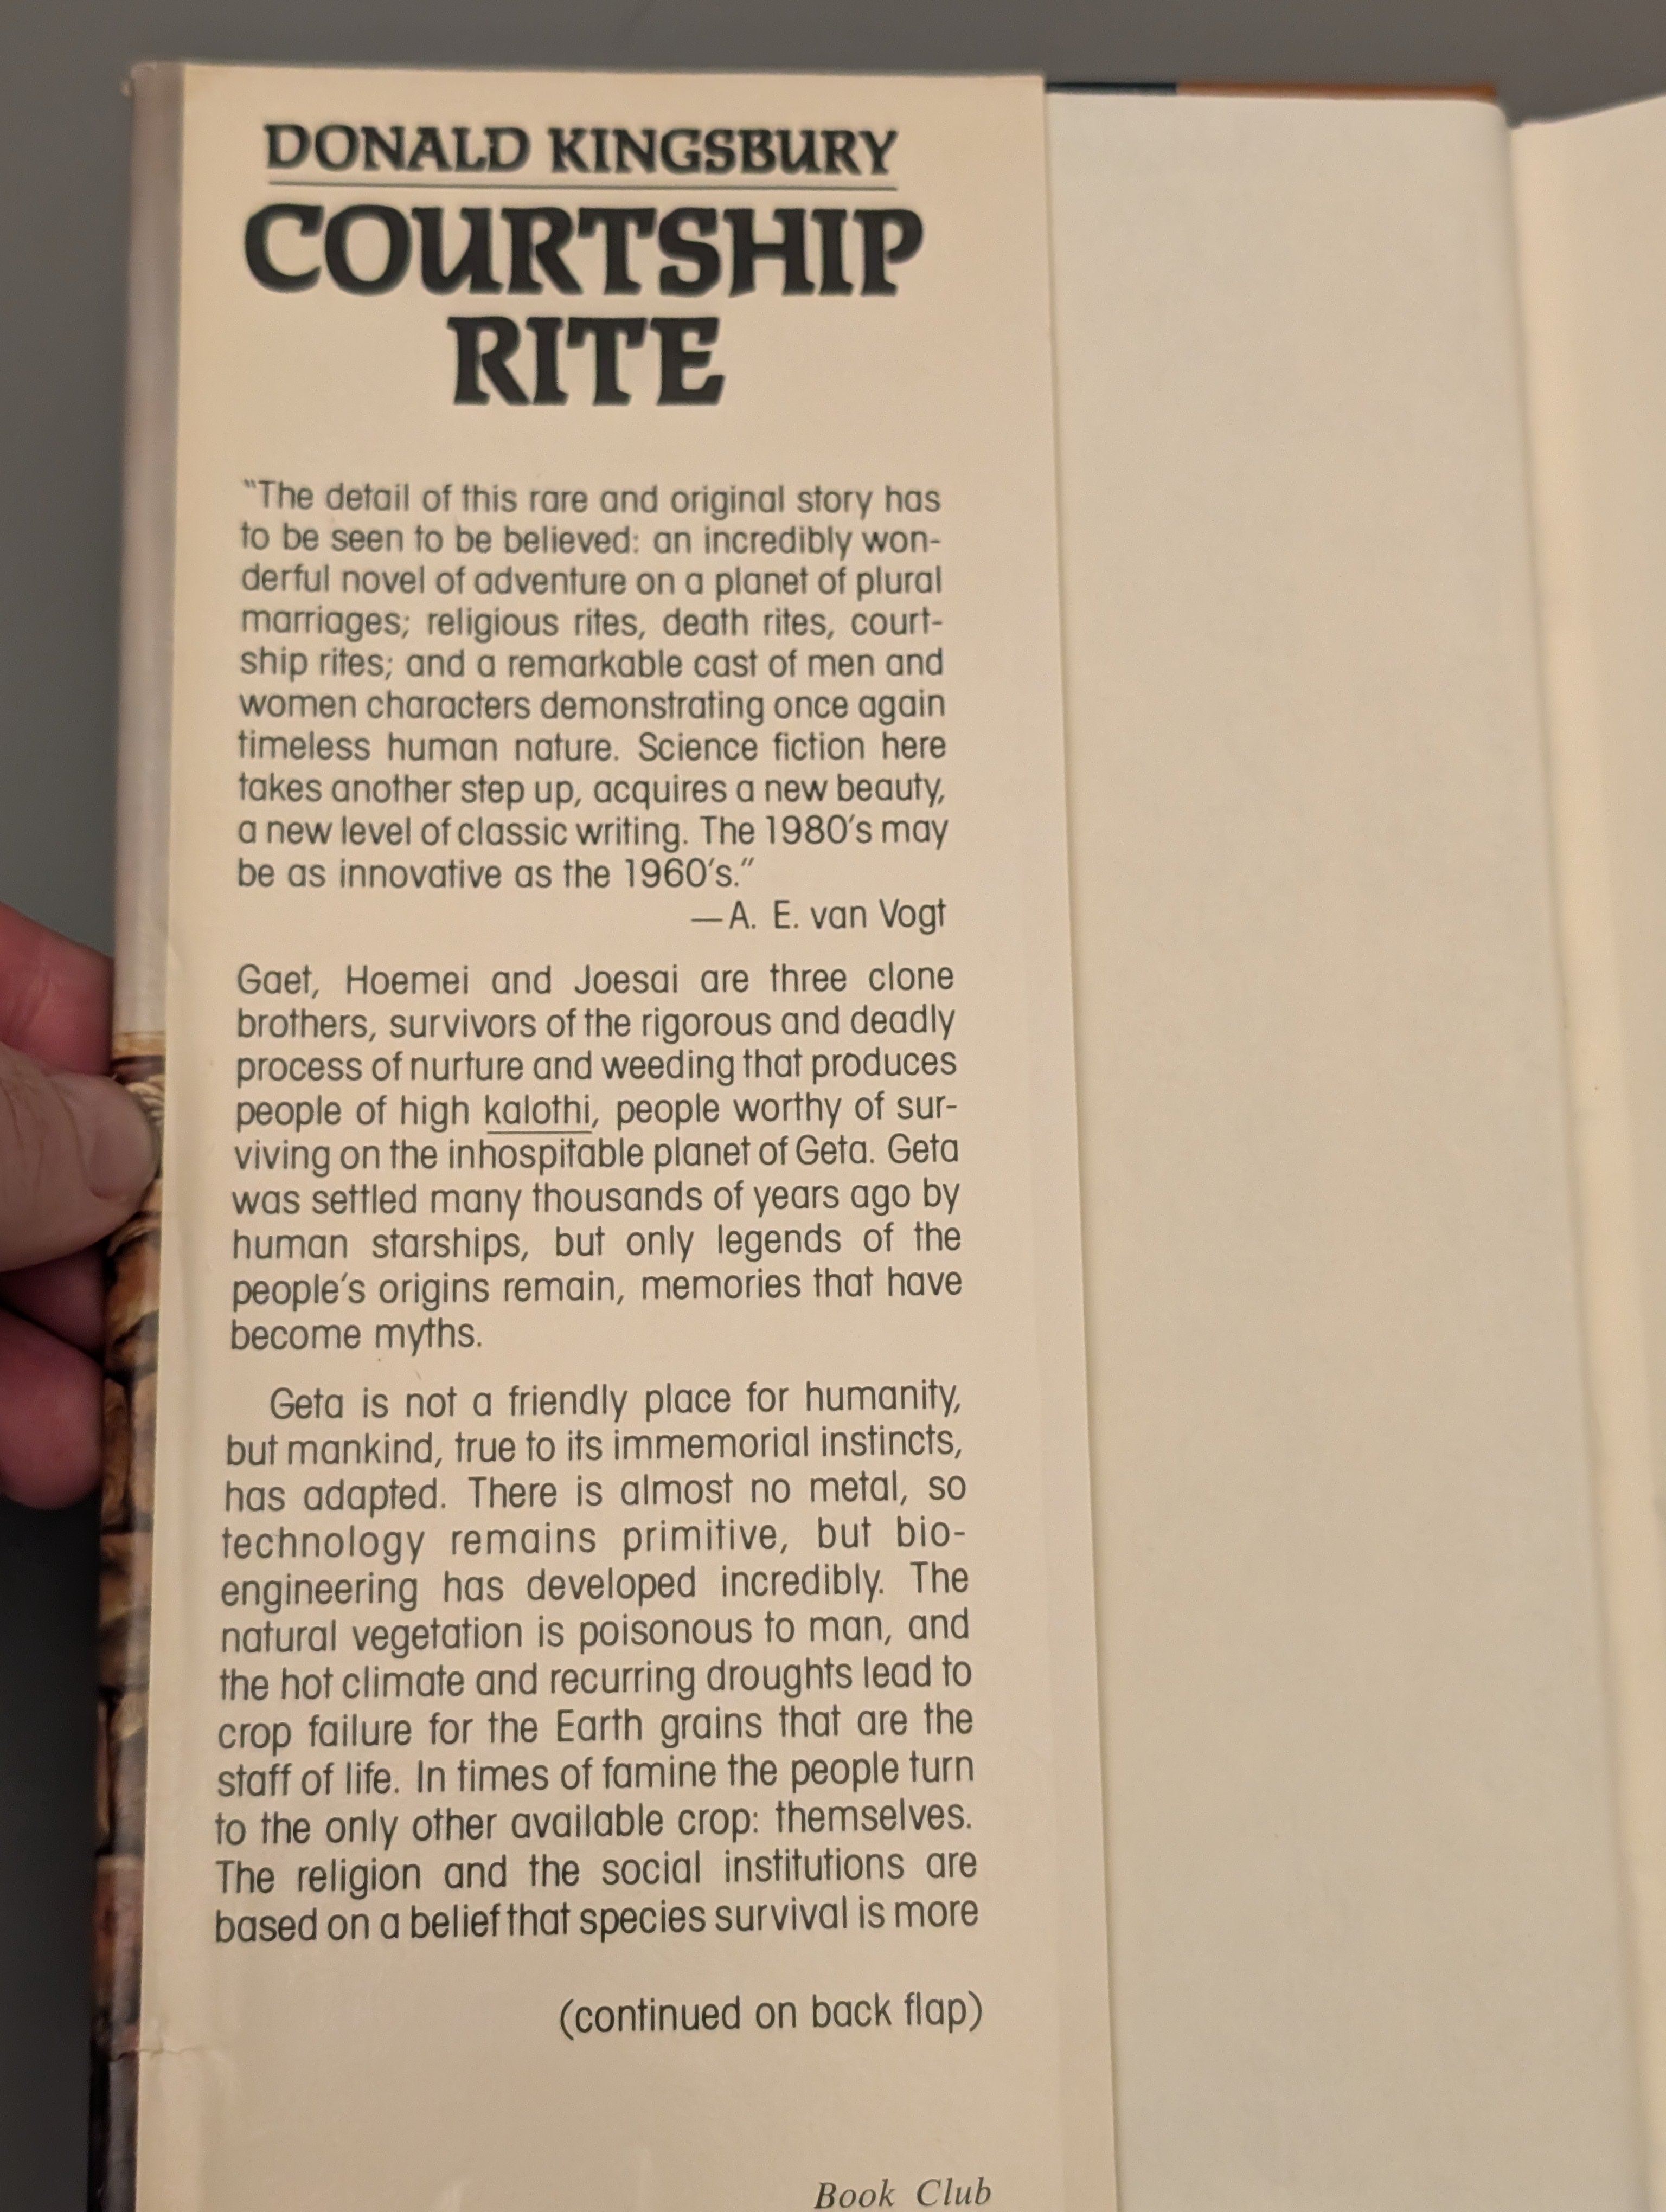 DONALD KINGSBURY
COURTSHIP
RITE
"The detail of this rare and original story has
to be seen to be believed: an incredibly won-
derful novel of adventure on a planet of plural
marriages; religious rites, death rites, court-
ship rites; and a remarkable cast of men and
women characters demonstrating once again
timeless human nature. Science fiction here
takes another step up, acquires a new beauty,
a new level of classic writing. The 1980's may
be as innovative as the 1960's."
—A. E. van Vogt
Gaet, Hoemei and Joesai are three clone
brothers, survivors of the rigorous and deadly
process of nurture and weeding that produces
people of high kalothi, people worthy of sur-
viving on the inhospitable planet of Geta. Geta
was settled many thousands of years ago by
human starships, but only legends of the
people's origins remain, memories that have
become myths.
Geta is not a friendly place for humanity,
but mankind, true to its immemorial instincts,
has adapted. There is almost no metal, so
technology remains primitive, but bio-
engineering has developed incredibly. The
natural vegetation is poisonous to man, and
the hot climate and recurring droughts lead to
crop failure for the Earth grains that are the
staff of life. In times of famine the people turn
to the only other available crop: themselves.
The religion and the social institutions are
based on a belief that species survival is more
(continued on back flap)
Book Club